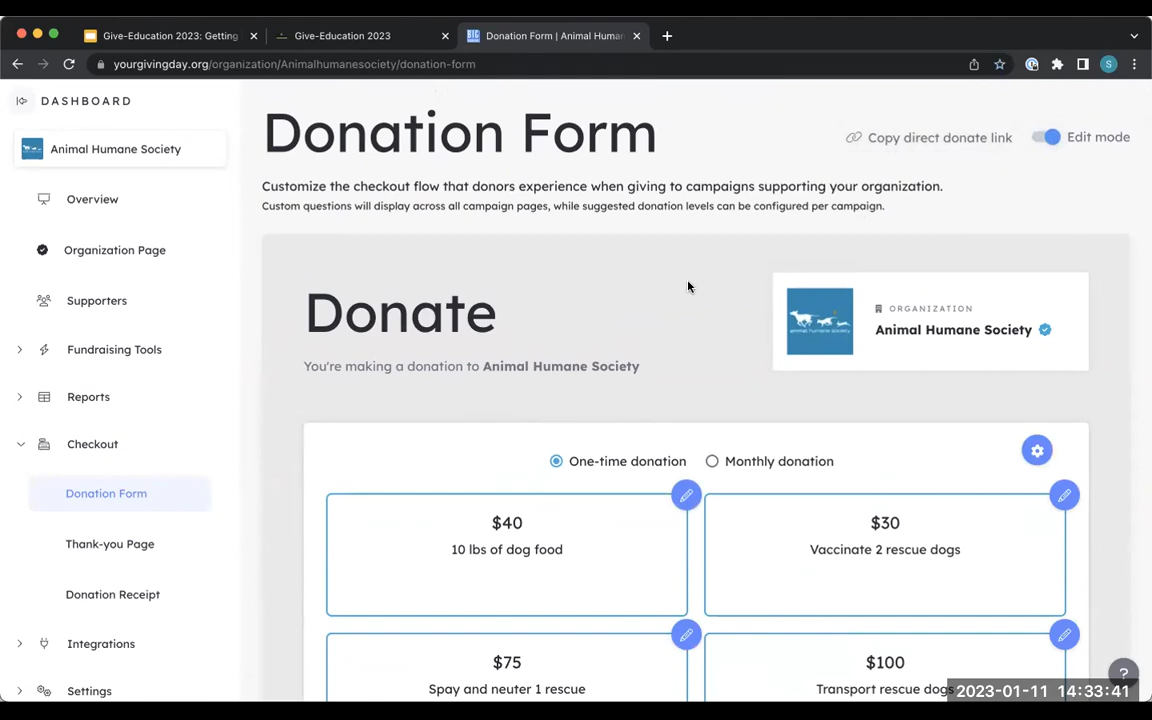 Give-Education 2023: Getting
Give-Education 2023
BIG
Donation Form | Animal Humane
yourgivingday.org/organization/Animalhumanesociety/donation-form
S
DASHBOARD
Animal Humane Society
Overview
Organization Page
Supporters
Fundraising Tools
Reports
Checkout
Donation Form
Thank-you Page
Donation Receipt
Integrations
Settings
Donation Form
Copy direct donate link
Edit mode
Customize the checkout flow that donors experience when giving to campaigns supporting your organization.
Custom questions will display across all campaign pages, while suggested donation levels can be configured per campaign.
Donate
You're making a donation to Animal Humane Society
ORGANIZATION
Animal Humane Society
One-time donation
Monthly donation
$40
10 lbs of dog food
$30
Vaccinate 2 rescue dogs
$75
Spay and neuter 1 rescue
$100
Transport rescue dogs
?
2023-01-11 14:33:41